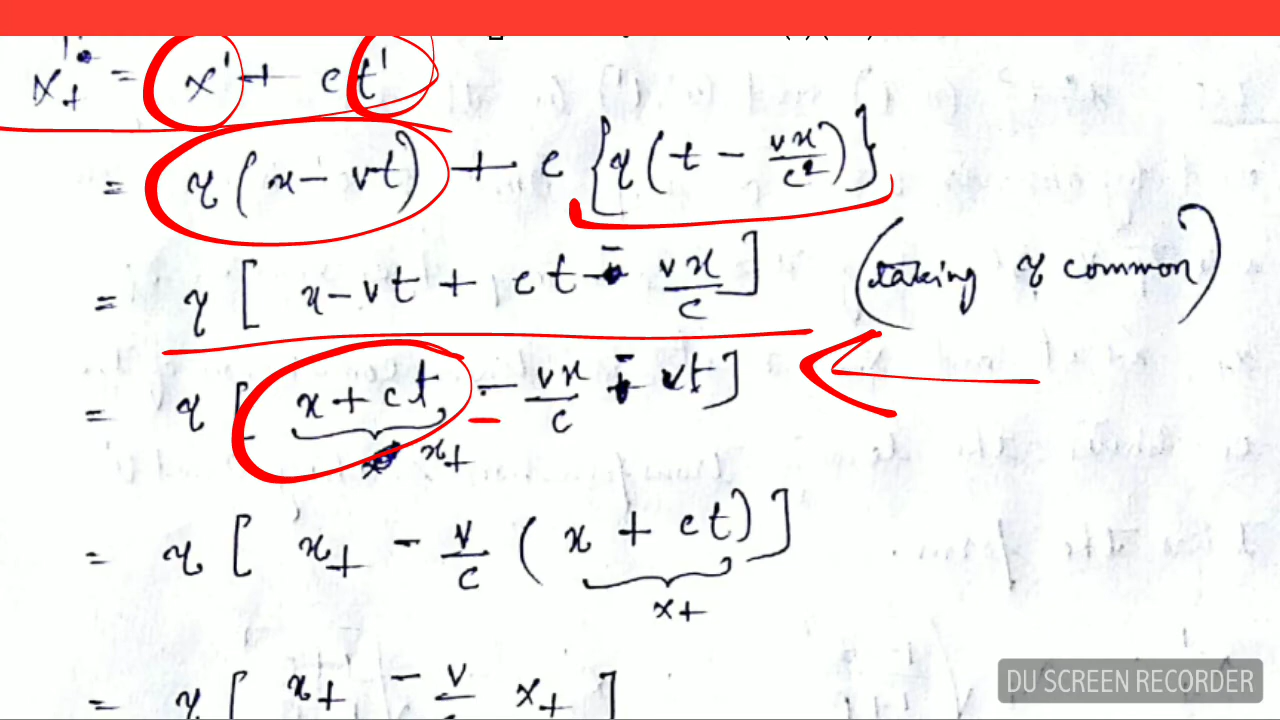 x'₊ = x' + ct'
= γ ( x - vt ) + c { γ ( t - vx/c² ) }
= γ [ x - vt + ct - vx/c ] (taking γ common)
= γ [ x + ct - vx/c - vt ]
x₊
= γ [ x₊ - v/c ( x + ct ) ]
x₊
= γ [ x₊ - v/c x₊ ]
DU SCREEN RECORDER